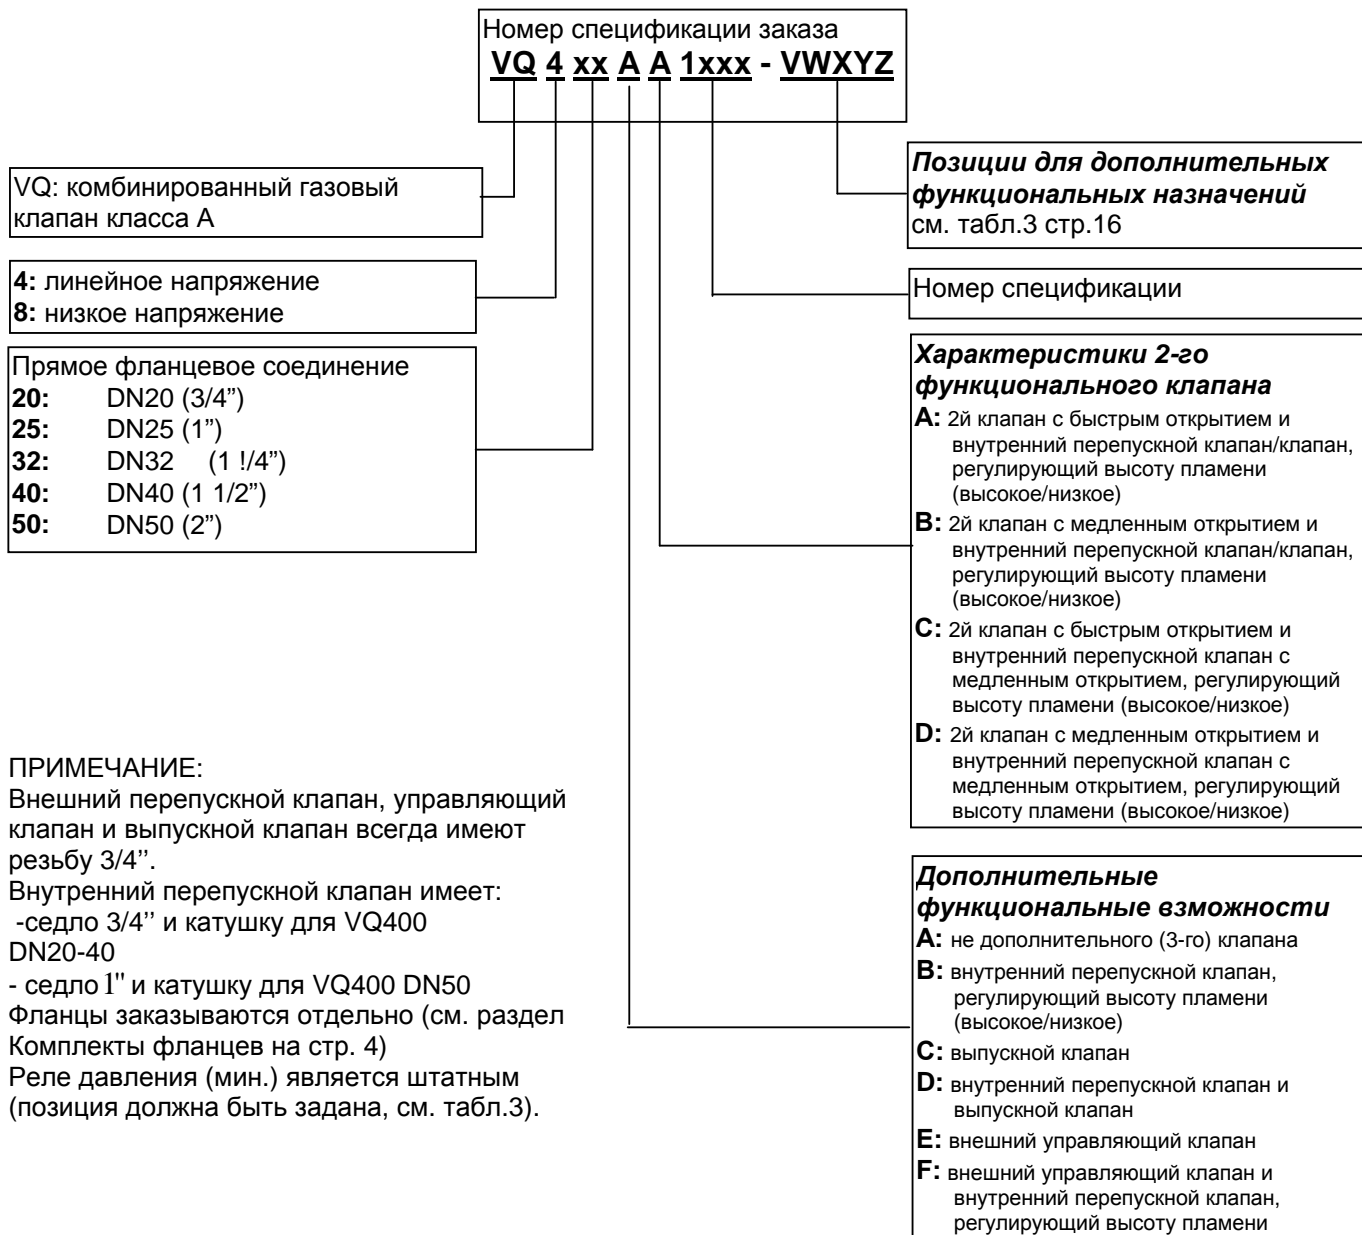 Номер спецификации заказа
VQ 4 xx A A 1xxx - VWXYZ
VQ: комбинированный газовый
клапан класса А
4: линейное напряжение
8: низкое напряжение
Прямое фланцевое соединение
20: DN20 (3/4”)
25: DN25 (1”)
32: DN32 (1 !/4”)
40: DN40 (1 1/2”)
50: DN50 (2”)
ПРИМЕЧАНИЕ:
Внешний перепускной клапан, управляющий
клапан и выпускной клапан всегда имеют
резьбу 3/4’’.
Внутренний перепускной клапан имеет:
-седло 3/4’’ и катушку для VQ400
DN20-40
- седло 1" и катушку для VQ400 DN50
Фланцы заказываются отдельно (см. раздел
Комплекты фланцев на стр. 4)
Реле давления (мин.) является штатным
(позиция должна быть задана, см. табл.3).
Позиции для дополнительных
функциональных назначений
см. табл.3 стр.16
Номер спецификации
Характеристики 2-го
функционального клапана
A: 2й клапан с быстрым открытием и
внутренний перепускной клапан/клапан,
регулирующий высоту пламени
(высокое/низкое)
B: 2й клапан с медленным открытием и
внутренний перепускной клапан/клапан,
регулирующий высоту пламени
(высокое/низкое)
C: 2й клапан с быстрым открытием и
внутренний перепускной клапан с
медленным открытием, регулирующий
высоту пламени (высокое/низкое)
D: 2й клапан с медленным открытием и
внутренний перепускной клапан с
медленным открытием, регулирующий
высоту пламени (высокое/низкое)
Дополнительные
функциональные взможности
A: не дополнительного (3-го) клапана
B: внутренний перепускной клапан,
регулирующий высоту пламени
(высокое/низкое)
C: выпускной клапан
D: внутренний перепускной клапан и
выпускной клапан
E: внешний управляющий клапан
F: внешний управляющий клапан и
внутренний перепускной клапан,
регулирующий высоту пламени